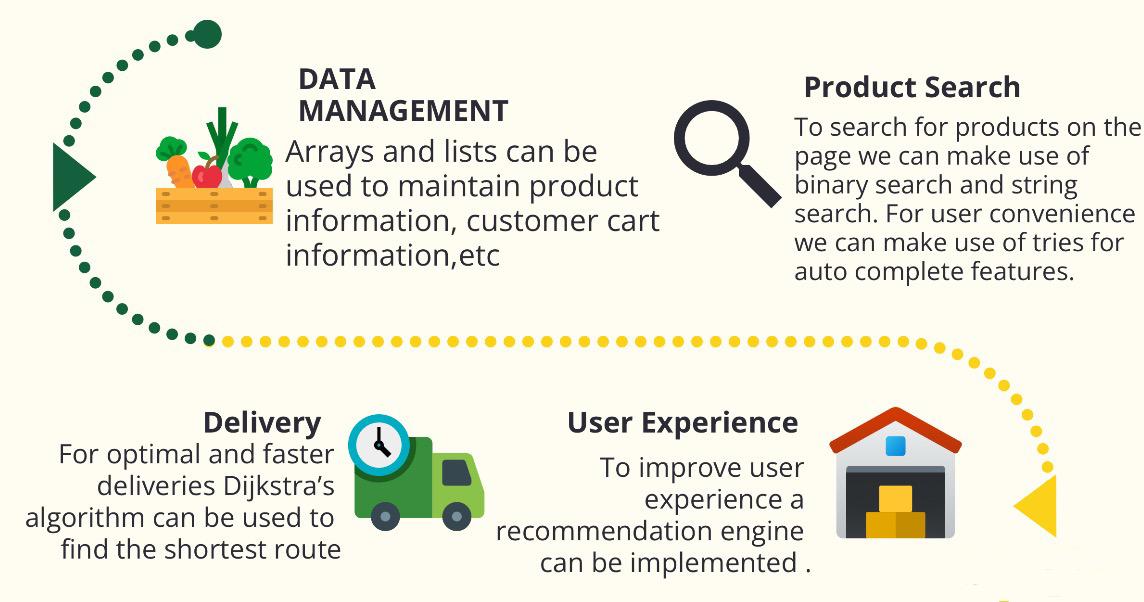 DATA
MANAGEMENT
Arrays and lists can be
used to maintain product
information, customer cart
information,etc
Product Search
To search for products on the
page we can make use of
binary search and string
search. For user convenience
we can make use of tries for
auto complete features.
Delivery
For optimal and faster
deliveries Dijkstra’s
algorithm can be used to
find the shortest route
User Experience
To improve user
experience a
recommendation engine
can be implemented .